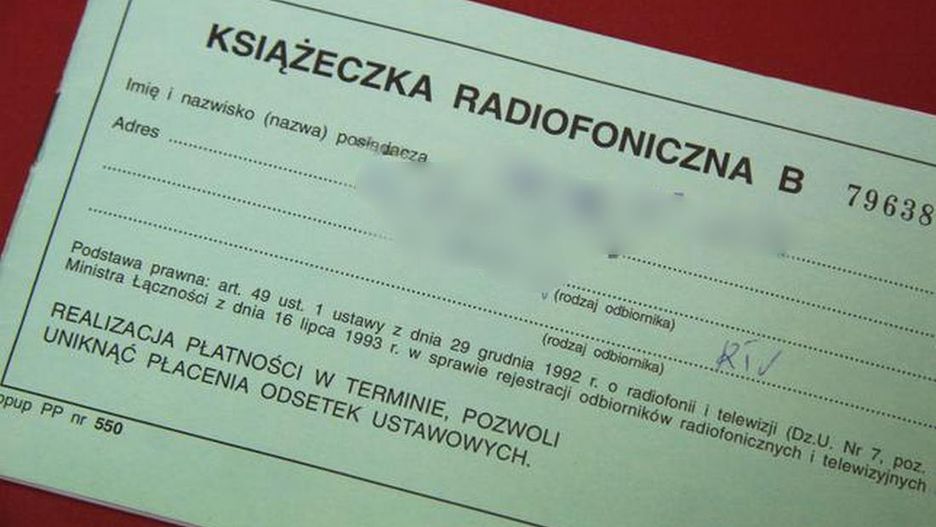 KSIĄŻECZKA RADIOFONICZNA B 79638
Imię i nazwisko (nazwa) posiadacza
Adres
(rodzaj odbiornika)
(rodzaj odbiornika) RTV
Podstawa prawna: art. 49 ust. 1 ustawy z dnia 29 grudnia 1992 r. o radiofonii i telewizji (Dz.U. Nr 7, poz.
Ministra Łączności z dnia 16 lipca 1993 r. w sprawie rejestracji odbiorników radiofonicznych i telewizyjnych
REALIZACJA PŁATNOŚCI W TERMINIE, POZWOLI
UNIKNĄĆ PŁACENIA ODSETEK USTAWOWYCH.
opup PP nr 550